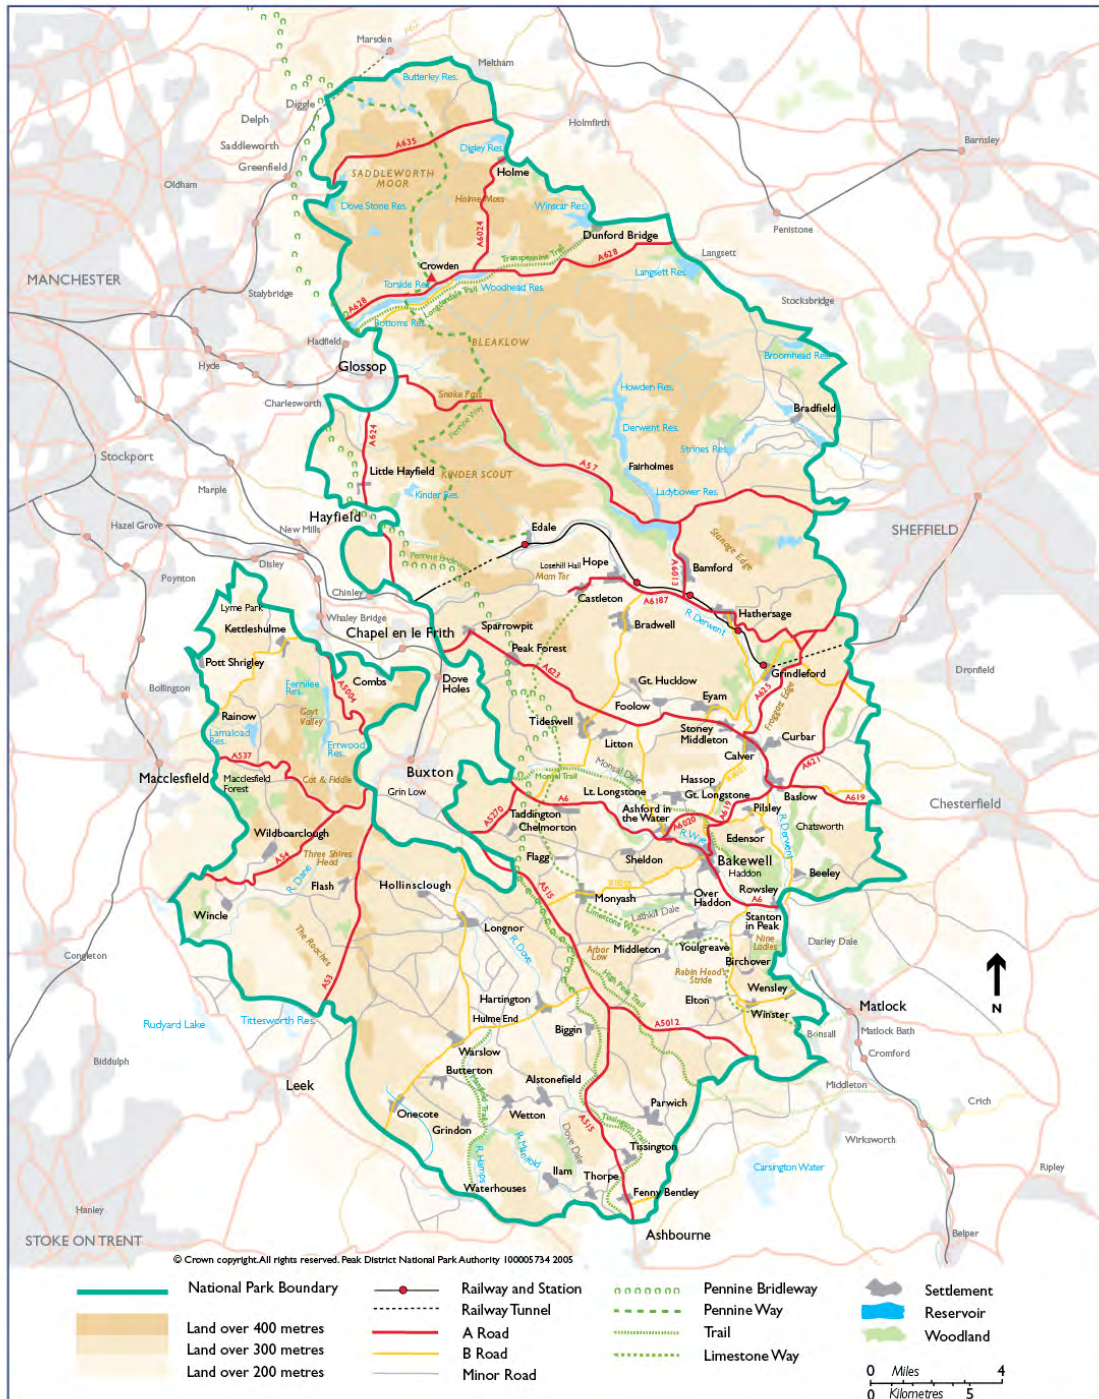 Marsden
A62
Meltham
Butterley Res.
Diggle
Delph
Holmfirth
Saddleworth
A635
Digley Res.
Barnsley
Greenfield
SADDLEWORTH
MOOR
Holme
Oldham
Holme Moss
Dove Stone Res.
Winscar Res.
Penistone
A6024
Dunford Bridge
Transpennine Trail
A628
Langsett
Crowden
Langsett Res.
MANCHESTER
Torside Res.
Woodhead Res.
Stalybridge
Longdendale Trail
Stocksbridge
A628
Bottoms Res.
Hadfield
BLEAKLOW
Broomhead Res.
Hyde
Glossop
Howden Res.
Snake Pass
Charlesworth
Bradfield
Pennine Way
Derwent Res.
A624
Strines Res.
Stockport
A57
Little Hayfield
KINDER SCOUT
Fairholmes
Marple
Kinder Res.
Ladybower Res.
Hayfield
Hazel Grove
New Mills
Edale
SHEFFIELD
Stanage Edge
Pennine Bridleway
Disley
Losehill Hall
Hope
Bamford
Poynton
Mam Tor
A6013
Chinley
Castleton
A6187
Lyme Park
Whaley Bridge
Hathersage
Kettleshulme
Chapel en le Frith
Sparrowpit
Bradwell
R. Derwent
Pott Shrigley
Peak Forest
Grindleford
Dronfield
Bollington
Fernilee
Res.
A5004
Combs
Dove
Holes
A623
Gt. Hucklow
A625
Rainow
Goyt
Valley
Foolow
Eyam
Froggatt Edge
Tideswell
Stoney
Middleton
Lamaload
Res.
Errwood
Res.
Litton
Calver
Curbar
A537
Monsal Dale
B6001
A621
Macclesfield
Macclesfield
Forest
Cat & Fiddle
Buxton
Monsal Trail
Hassop
Grin Low
Lt. Longstone
Gt. Longstone
Baslow
A619
Chesterfield
A6
Ashford in
the Water
A619
Pilsley
A5270
Taddington
A6020
R. Derwent
Wildboarclough
Chelmorton
R. Wye
Edensor
Chatsworth
A54
Three Shires
Head
Flagg
Sheldon
Bakewell
Haddon
Beeley
R. Dane
Flash
Hollinsclough
A515
Monyash
Over
Haddon
Rowsley
A6
Wincle
Limestone Way
Lathkill Dale
Stanton
in Peak
Longnor
R. Dove
Arbor
Low
Middleton
Youlgreave
Nine
Ladies
Darley Dale
Congleton
The Roaches
Birchover
High Peak Trail
Robin Hood's
Stride
Wensley
A53
Hartington
Elton
Winster
N
Matlock
Rudyard Lake
Tittesworth Res.
Hulme End
Biggin
A5012
Bonsall
Matlock Bath
Biddulph
Warslow
Cromford
Leek
Butterton
Alstonefield
Middleton
Manifold Trail
Onecote
Wetton
Parwich
Crich
Grindon
A515
Tissington Trail
Wirksworth
R. Manifold
Dove Dale
Tissington
R. Hamps
Ilam
Thorpe
Carsington Water
Ripley
Waterhouses
Fenny Bentley
Hanley
Ashbourne
STOKE ON TRENT
Belper
© Crown copyright. All rights reserved. Peak District National Park Authority 100005734 2005
National Park Boundary
Land over 400 metres
Land over 300 metres
Land over 200 metres
Railway and Station
Railway Tunnel
A Road
B Road
Minor Road
Pennine Bridleway
Pennine Way
Trail
Limestone Way
Settlement
Reservoir
Woodland
0 Miles 4
0 Kilometres 5